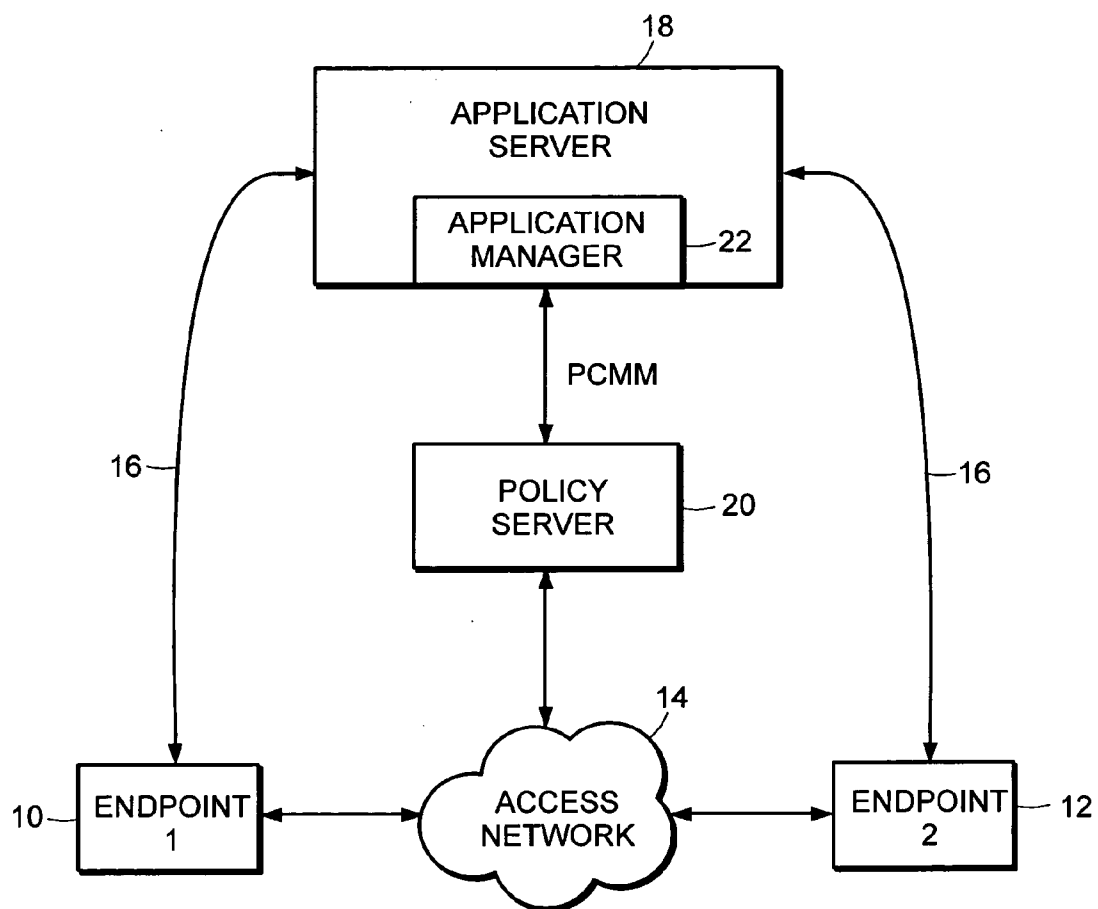 18
APPLICATION
SERVER
APPLICATION
MANAGER
22
PCMM
16
16
POLICY
SERVER
20
14
10
ENDPOINT
1
ACCESS
NETWORK
ENDPOINT
2
12